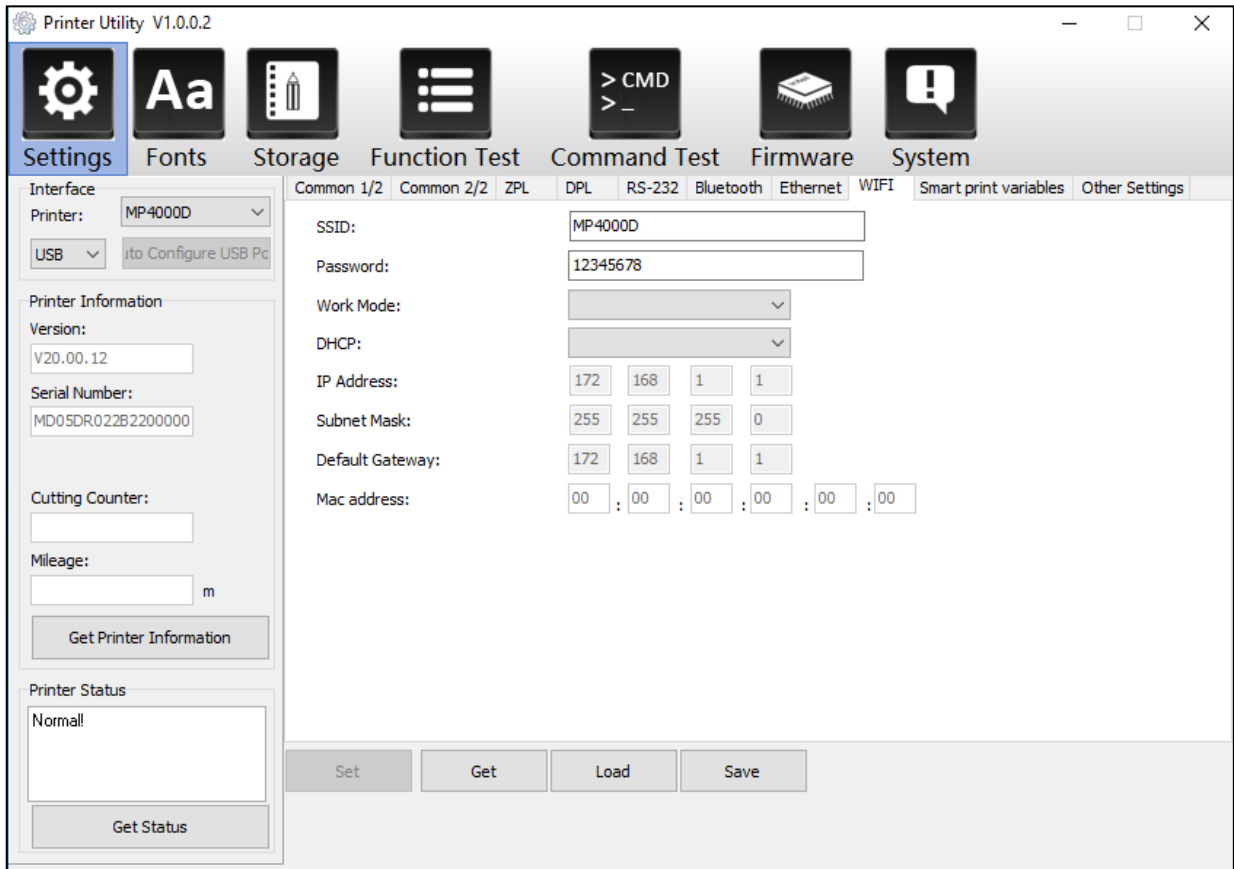 Printer Utility V1.0.0.2
Aa
> CMD
> _
Settings Fonts Storage Function Test Command Test Firmware System
Interface
Printer: MP4000D
USB uto Configure USB Po
Printer Information
Version:
V20.00.12
Serial Number:
MD05DR022B2200000
Cutting Counter:
Mileage:
m
Get Printer Information
Printer Status
Normal!
Get Status
Common 1/2 Common 2/2 ZPL DPL RS-232 Bluetooth Ethernet WIFI Smart print variables Other Settings
SSID: MP4000D
Password: 12345678
Work Mode:
DHCP:
IP Address: 172 168 1 1
Subnet Mask: 255 255 255 0
Default Gateway: 172 168 1 1
Mac address: 00 : 00 : 00 : 00 : 00 : 00
Set Get Load Save